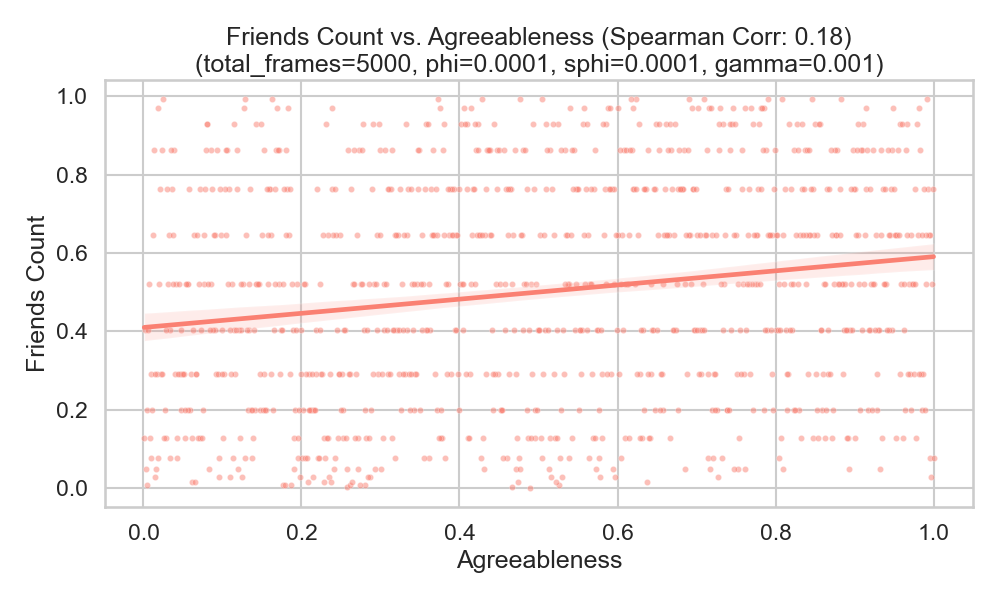 Friends Count vs. Agreeableness (Spearman Corr: 0.18)
(total_frames=5000, phi=0.0001, sphi=0.0001, gamma=0.001)
1.0
0.8
0.6
0.4
0.2
0.0
Friends Count
0.0 0.2 0.4 0.6 0.8 1.0
Agreeableness